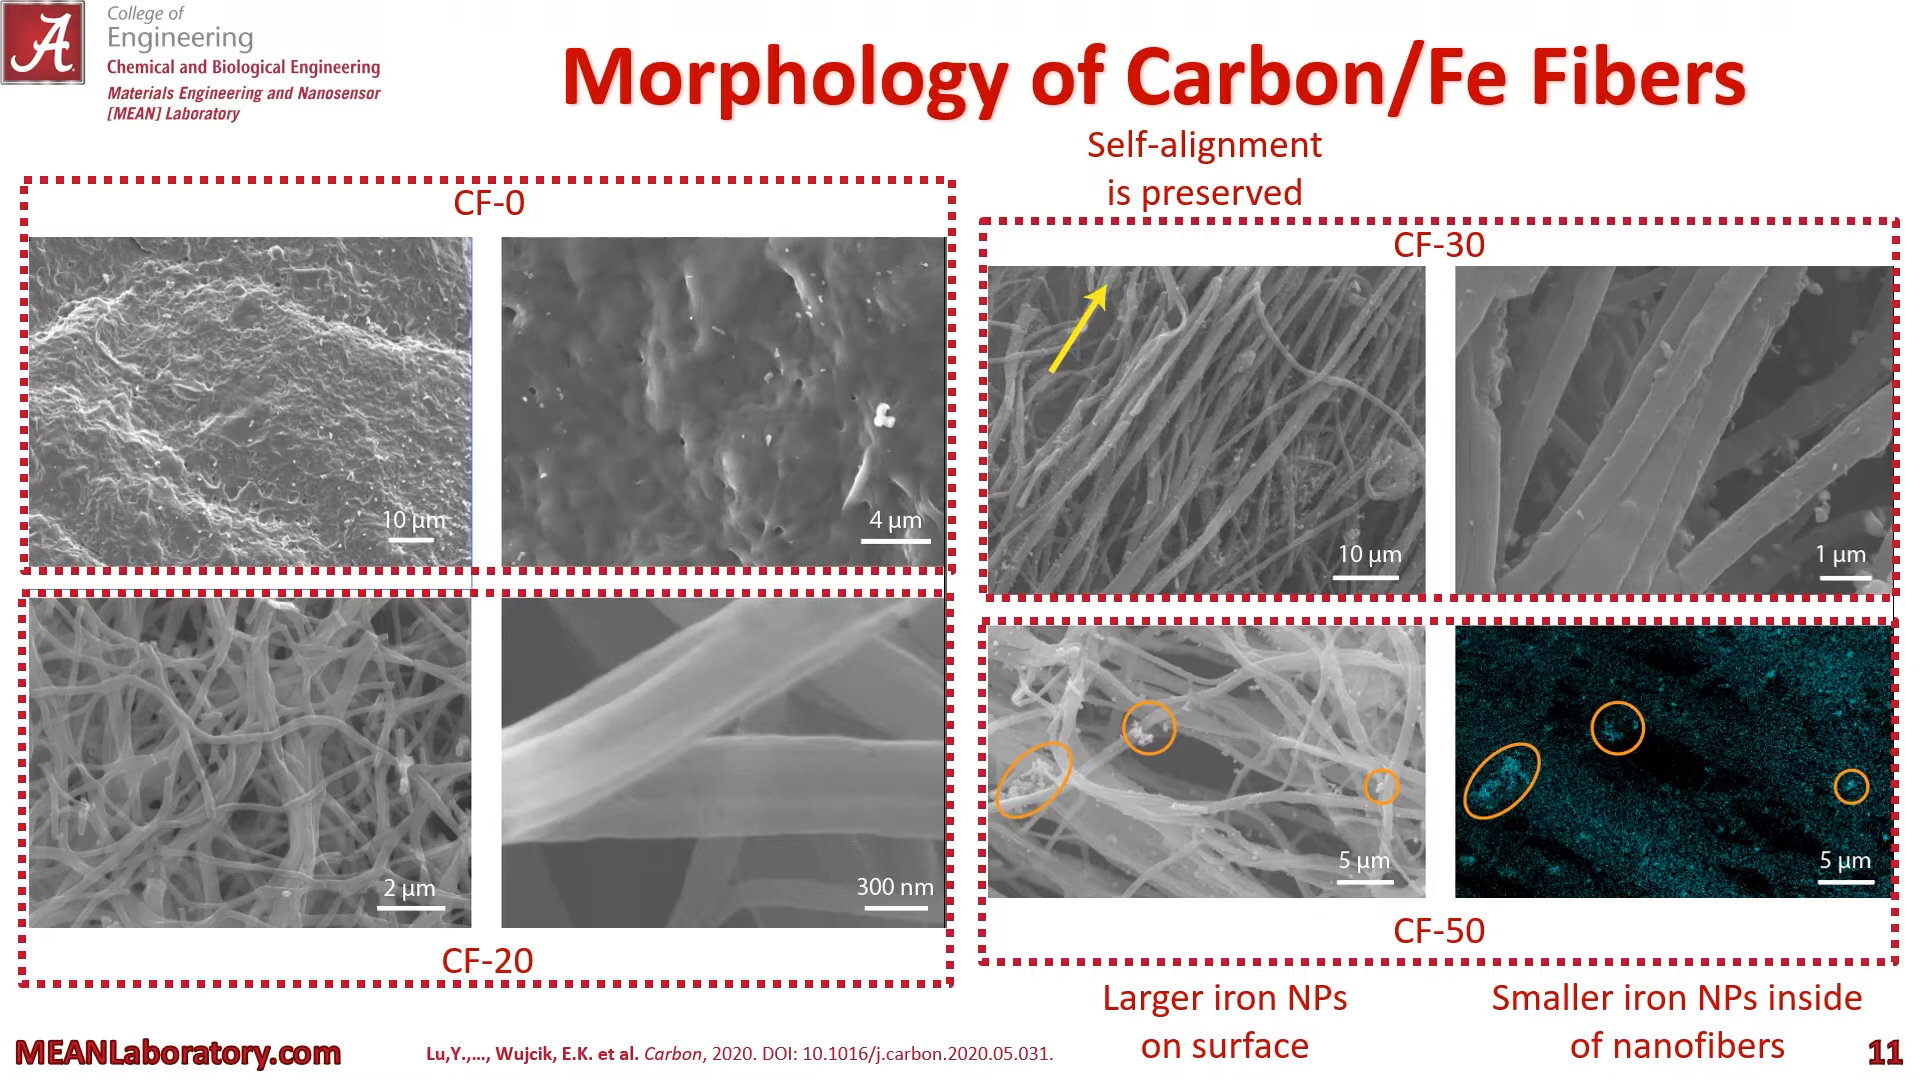 College of
Engineering
Chemical and Biological Engineering
Materials Engineering and Nanosensor
[MEAN] Laboratory
Morphology of Carbon/Fe Fibers
Self-alignment
is preserved
CF-0
10 µm
4 µm
CF-30
10 µm
1 µm
2 µm
300 nm
CF-20
5 µm
5 µm
CF-50
Larger iron NPs
on surface
Smaller iron NPs inside
of nanofibers
MEANLaboratory.com
Lu,Y.,..., Wujcik, E.K. et al. Carbon, 2020. DOI: 10.1016/j.carbon.2020.05.031.
11